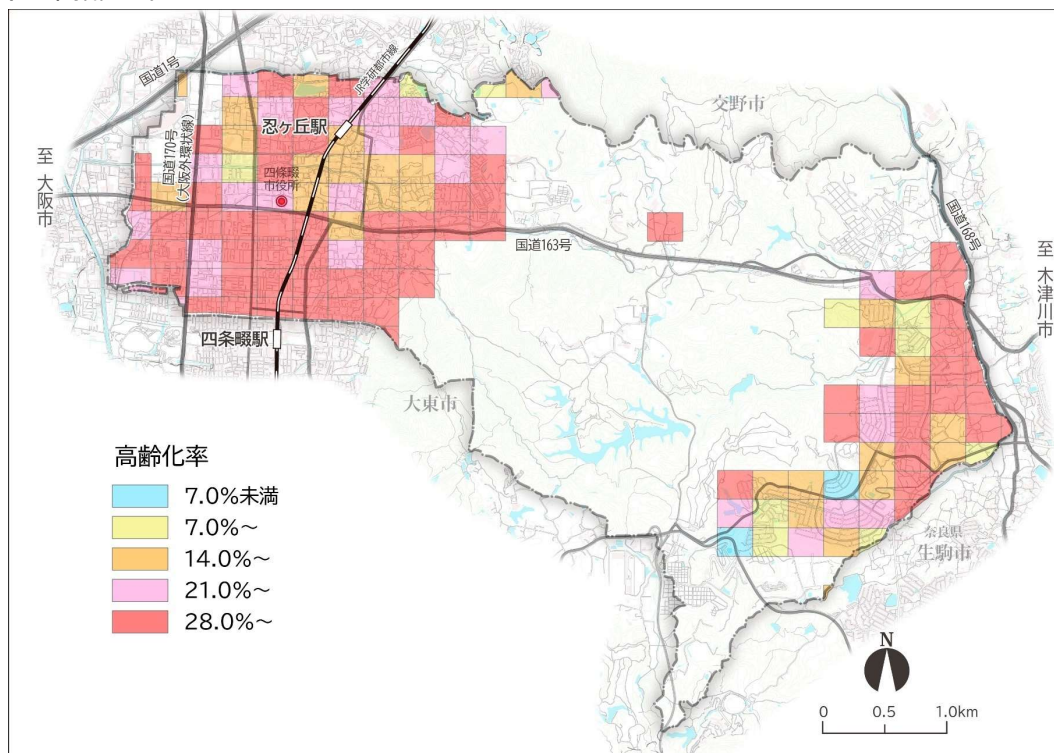 国道1号
JR学研都市線
交野市
忍ケ丘駅
国道170号
(大阪外環状線)
至 大阪市
四條畷
市役所
国道163号
国道168号
至 木津川市
四条畷駅
大東市
高齢化率
7.0%未満
7.0%～
14.0%～
21.0%～
28.0%～
奈良県
生駒市
N
0 0.5 1.0km